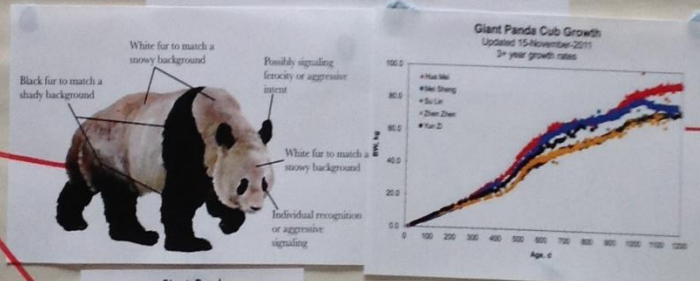 White fur to match a
snowy background
Black fur to match a
shady background
Possibly signaling
ferocity or aggressive
intent
White fur to match a
snowy background
Individual recognition
or aggressive
signaling
Giant Panda Cub Growth
Updated 15-November-2011
3+ year growth rates
100.0
80.0
60.0
40.0
20.0
0.0
BW, kg
Hua Mei
Mei Sheng
Su Lin
Zhen Zhen
Yun Zi
0 100 200 300 400 500 600 700 800 900 1000 1100 1200
Age, d